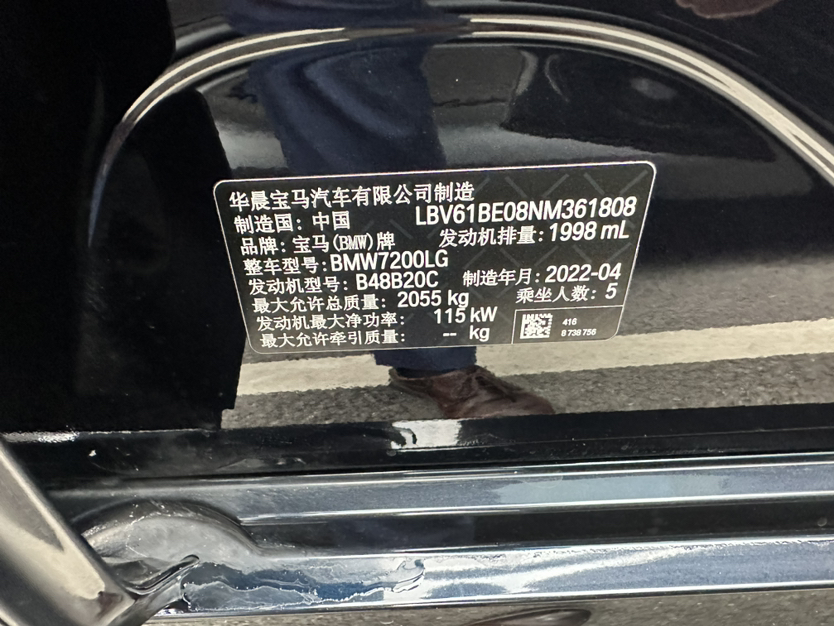 华晨宝马汽车有限公司制造
制造国: 中国 LBV61BE08NM361808
品牌: 宝马(BMW)牌 发动机排量: 1998 mL
整车型号: BMW7200LG
发动机型号: B48B20C 制造年月: 2022-04
最大允许总质量: 2055 kg 乘坐人数: 5
发动机最大净功率: 115 kW
最大允许牵引质量: -- kg
416
8 738 756